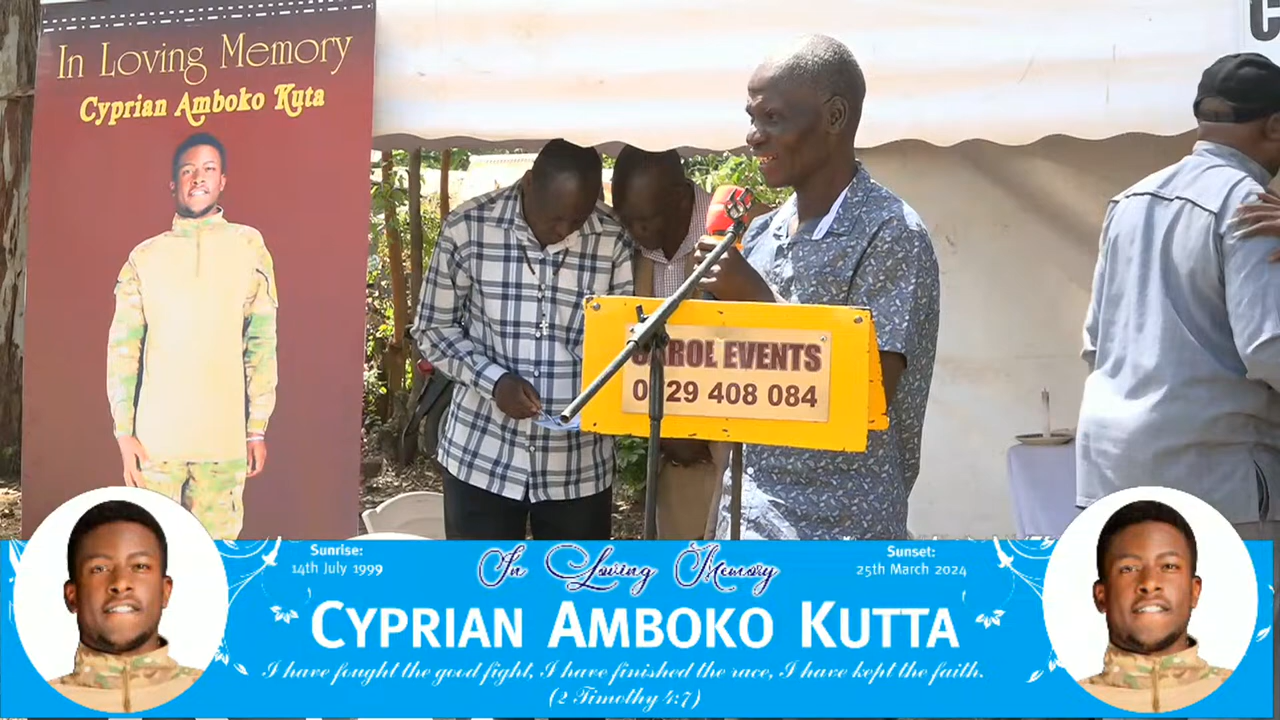 In Loving Memory
Cyprian Amboko Kuta
EVENTS
29 408 084
Sunrise:
14th July 1999
In Loving Memory
Sunset:
25th March 2024
CYPRIAN AMBOKO KUTTA
I have fought the good fight, I have finished the race, I have kept the faith.
(2 Timothy 4:7)